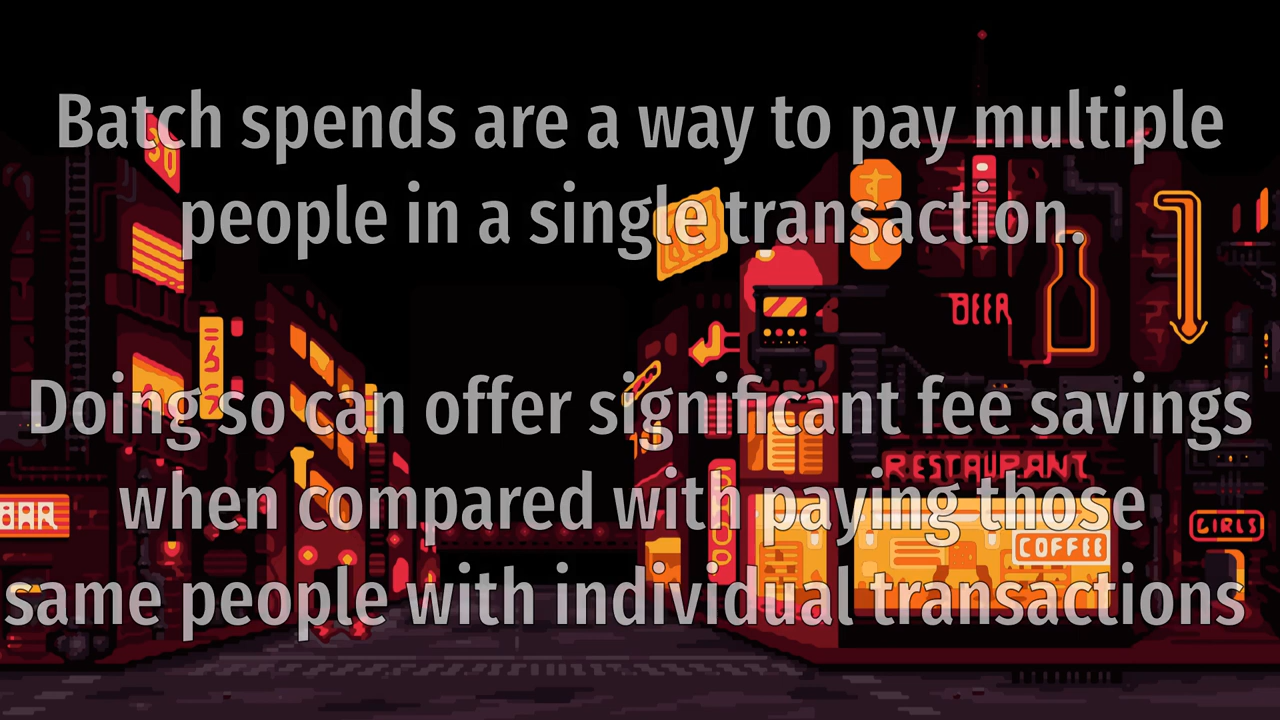 Batch spends are a way to pay multiple
people in a single transaction.
Doing so can offer significant fee savings
when compared with paying those
same people with individual transactions
BEER
RESTAURANT
BAR
COFFEE
GIRLS